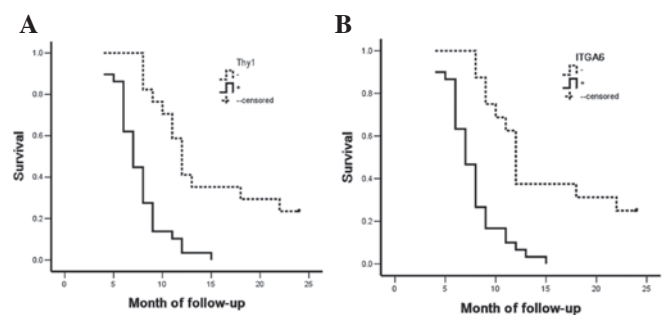 A
B
Thy1
-
+
--censored
1.0
0.8
0.6
0.4
0.2
0.0
Survival
0
5
10
15
20
25
Month of follow-up
ITGA6
-
+
--censored
1.0
0.8
0.6
0.4
0.2
0.0
Survival
0
5
10
15
20
25
Month of follow-up